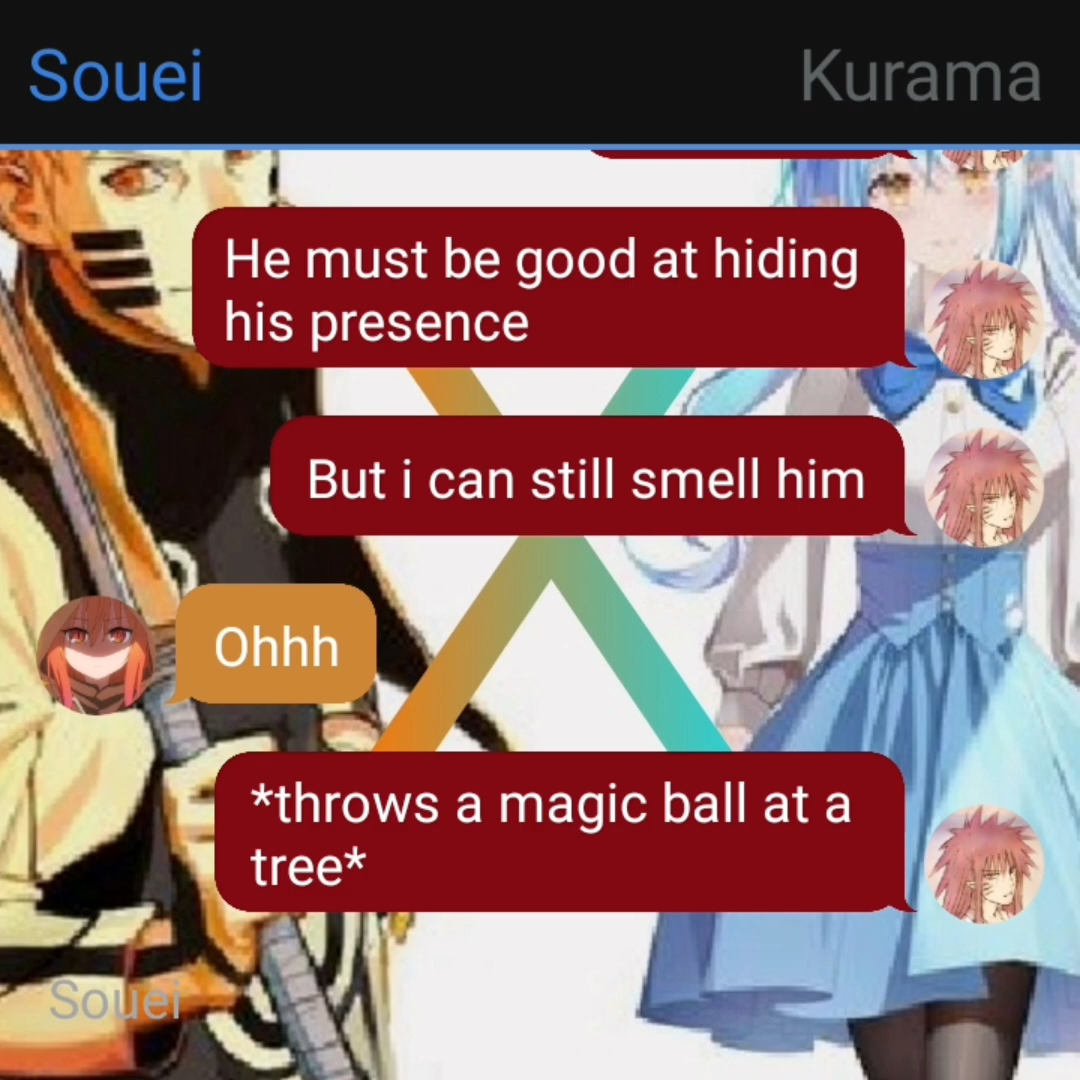 Souei
Kurama
He must be good at hiding
his presence
But i can still smell him
Ohhh
*throws a magic ball at a
tree*
Souei